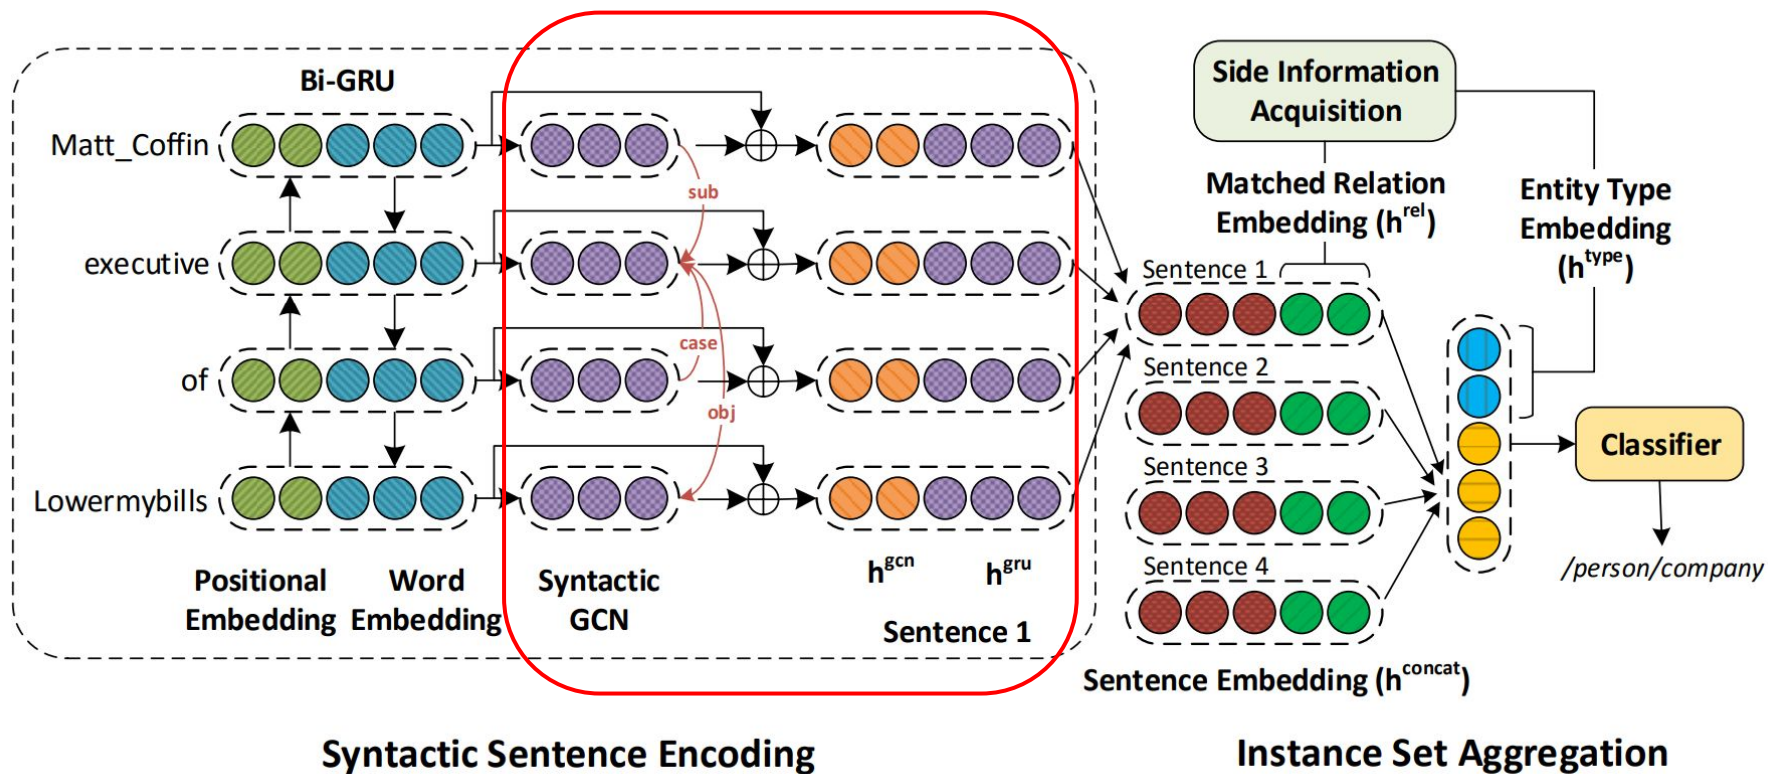 Bi-GRU
Matt_Coffin
executive
of
Lowermybills
sub
case
obj
Positional
Embedding
Word
Embedding
Syntactic
GCN
h^gcn
h^gru
Sentence 1
Side Information
Acquisition
Matched Relation
Embedding (h^rel)
Entity Type
Embedding
(h^type)
Sentence 1
Sentence 2
Sentence 3
Sentence 4
Sentence Embedding (h^concat)
Classifier
/person/company
Syntactic Sentence Encoding
Instance Set Aggregation